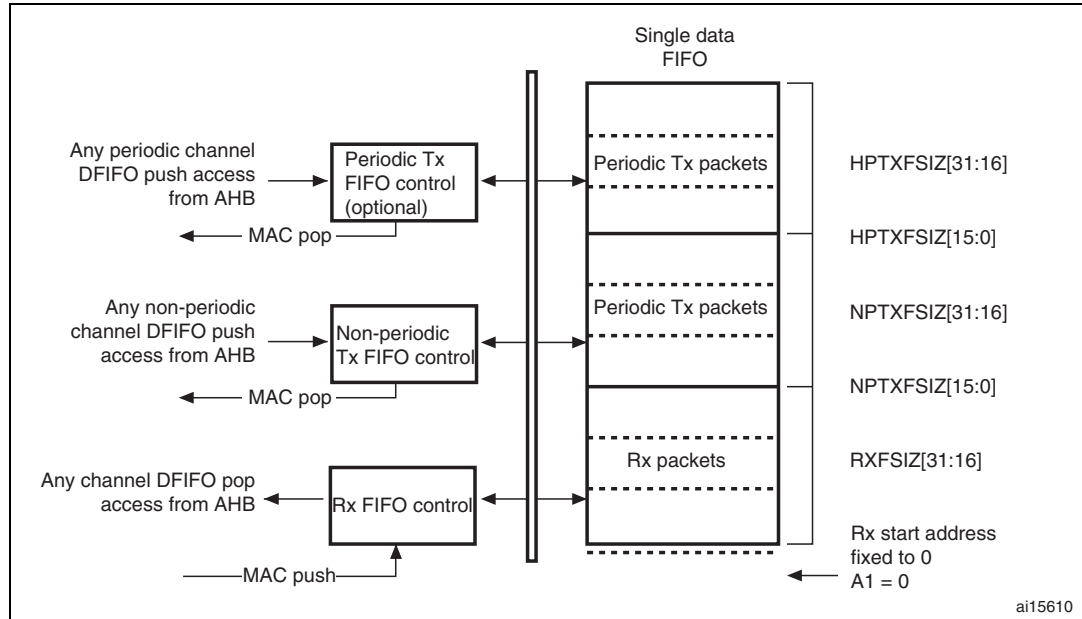 Single data
FIFO
Any periodic channel
DFIFO push access
from AHB
Periodic Tx
FIFO control
(optional)
MAC pop
Periodic Tx packets
HPTXFSIZ[31:16]
HPTXFSIZ[15:0]
Any non-periodic
channel DFIFO push
access from AHB
Non-periodic
Tx FIFO control
MAC pop
Periodic Tx packets
NPTXFSIZ[31:16]
NPTXFSIZ[15:0]
Any channel DFIFO pop
access from AHB
Rx FIFO control
MAC push
Rx packets
RXFSIZ[31:16]
Rx start address
fixed to 0
A1 = 0
ai15610